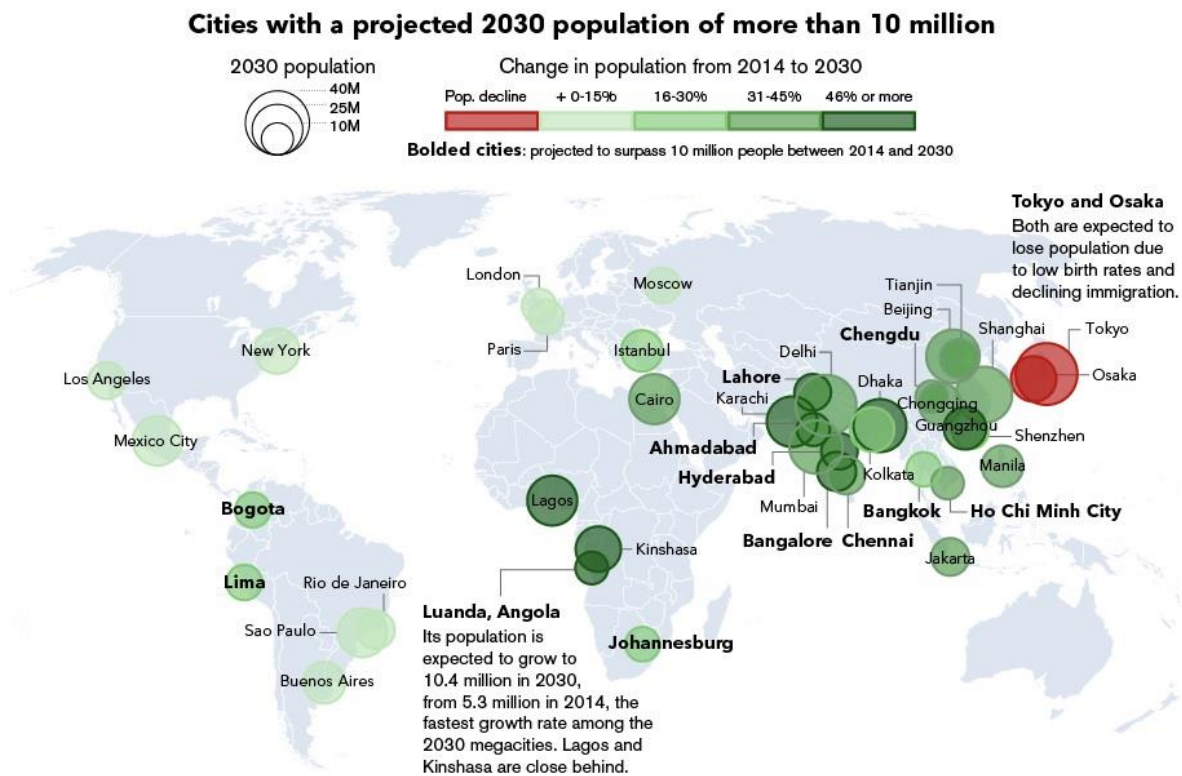 Cities with a projected 2030 population of more than 10 million
2030 population
40M
25M
10M
Change in population from 2014 to 2030
Pop. decline
+ 0-15%
16-30%
31-45%
46% or more
Bolded cities: projected to surpass 10 million people between 2014 and 2030
Tokyo and Osaka
Both are expected to
lose population due
to low birth rates and
declining immigration.
London
Moscow
Tianjin
Beijing
Chengdu
Shanghai
Tokyo
New York
Paris
Istanbul
Delhi
Los Angeles
Lahore
Dhaka
Osaka
Karachi
Cairo
Chongqing
Guangzhou
Mexico City
Ahmadabad
Shenzhen
Hyderabad
Kolkata
Manila
Lagos
Mumbai
Bangkok
Ho Chi Minh City
Bogota
Bangalore
Chennai
Kinshasa
Jakarta
Lima
Rio de Janeiro
Sao Paulo
Luanda, Angola
Its population is
expected to grow to
10.4 million in 2030,
from 5.3 million in 2014, the
fastest growth rate among the
2030 megacities. Lagos and
Kinshasa are close behind.
Johannesburg
Buenos Aires